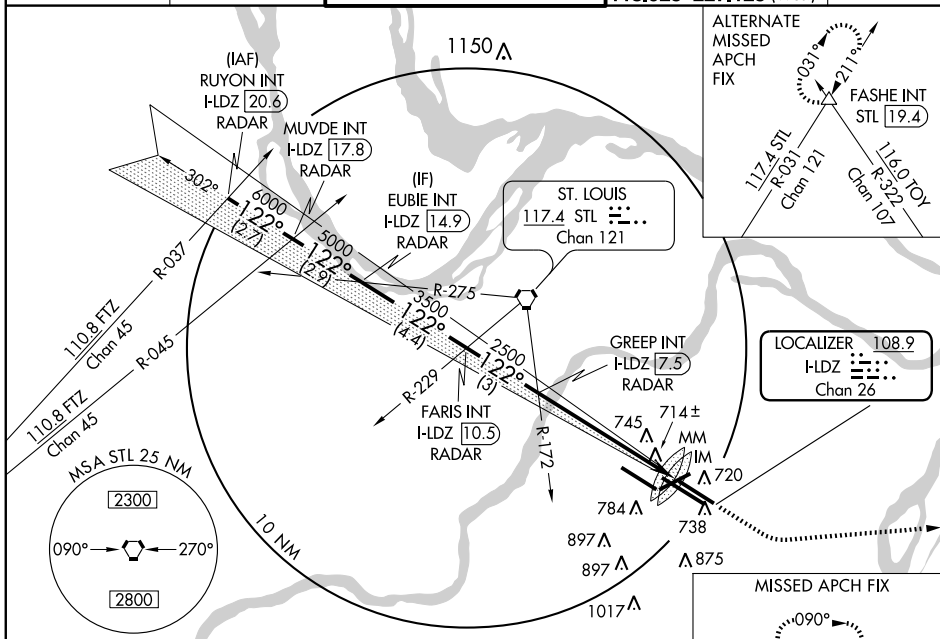 1150
(IAF)
RUYON INT
I-LDZ 20.6
RADAR
MUVDE INT
I-LDZ 17.8
RADAR
(IF)
EUBIE INT
I-LDZ 14.9
RADAR
ALTERNATE
MISSED
APCH
FIX
031°
211°
FASHE INT
STL 19.4
117.4 STL
R-031
Chan 121
116.0 TOY
R-322
Chan 107
ST. LOUIS
117.4 STL
Chan 121
302°
6000
122°
(2.7)
5000
122°
(2.9)
3500
122°
(4.4)
2500
122°
(3)
R-037
R-045
R-275
R-229
R-172
110.8 FTZ
Chan 45
110.8 FTZ
Chan 45
GREEP INT
I-LDZ 7.5
RADAR
FARIS INT
I-LDZ 10.5
RADAR
LOCALIZER 108.9
I-LDZ
Chan 26
745
714±
MM
IM
720
784
738
897
897
875
1017
MSA STL 25 NM
2300
090°
270°
2800
10 NM
MISSED APCH FIX
090°